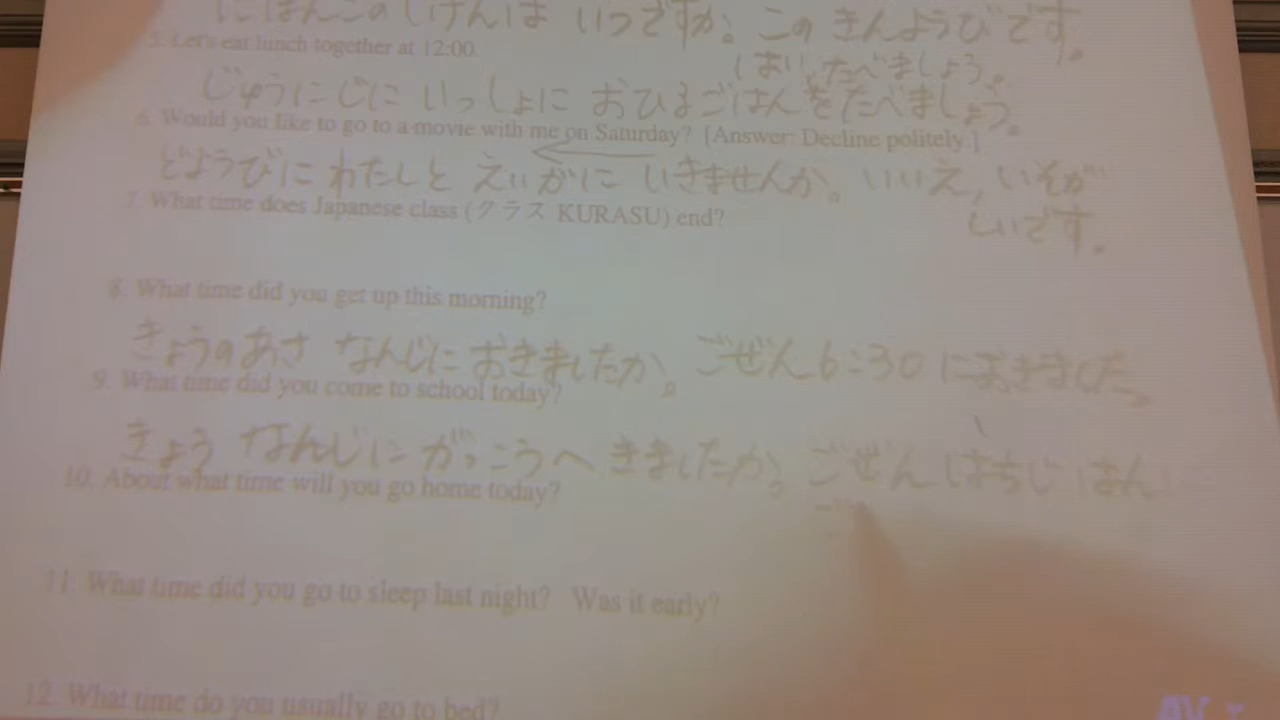 にほんごのしけんは いつですか。このきんようびです。
5. Let's eat lunch together at 12:00.
はい、たべましょう。
じゅうにじに いっしょに おひるごはんをたべましょう。
6. Would you like to go to a movie with me on Saturday? [Answer: Decline politely.]
どようびに わたしと えいがに いきませんか。いいえ,いそが
しいです。
7. What time does Japanese class (クラス KURASU) end?
8. What time did you get up this morning?
きょうのあさ なんじに おきましたか。ごぜん6:30におきました。
9. What time did you come to school today?
きょう なんじに がっこうへ きましたか。ごぜん はちじ はん
10. About what time will you go home today?
11. What time did you go to sleep last night? Was it early?
12. What time do you usually go to bed?